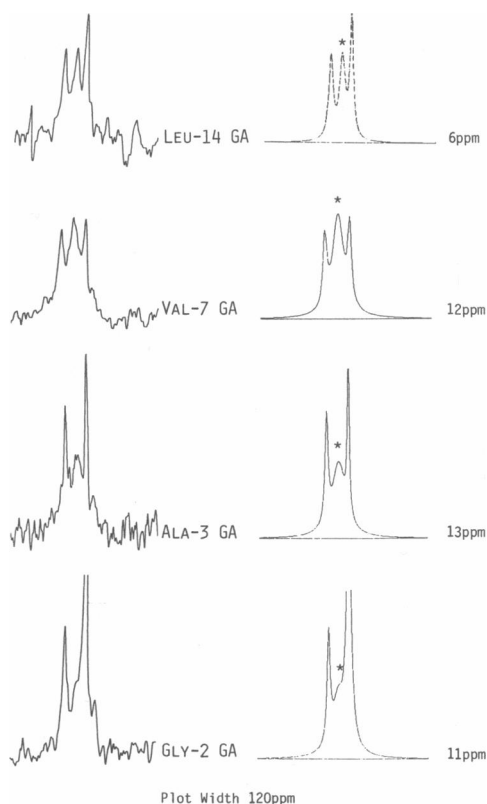 *
LEU-14 GA 6ppm
*
VAL-7 GA 12ppm
*
ALA-3 GA 13ppm
*
GLY-2 GA 11ppm
Plot Width 120ppm